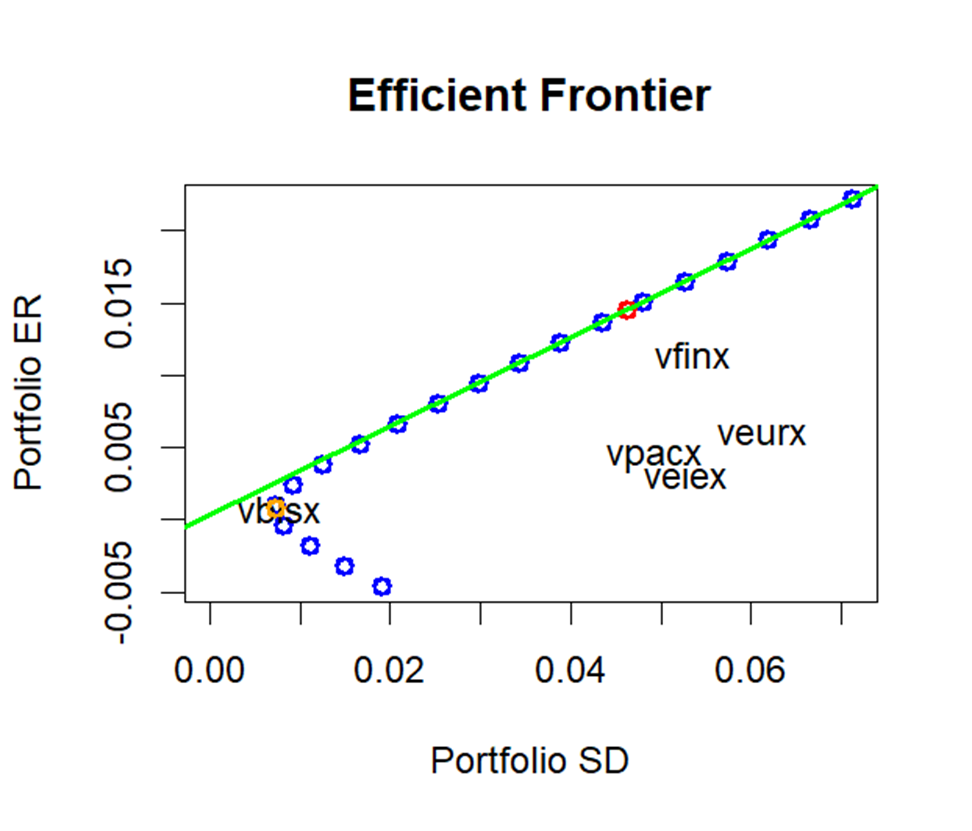 Efficient Frontier
Portfolio ER
0.015
0.005
-0.005
vfinx
veurx
vpacx
veiex
0.00 0.02 0.04 0.06
Portfolio SD